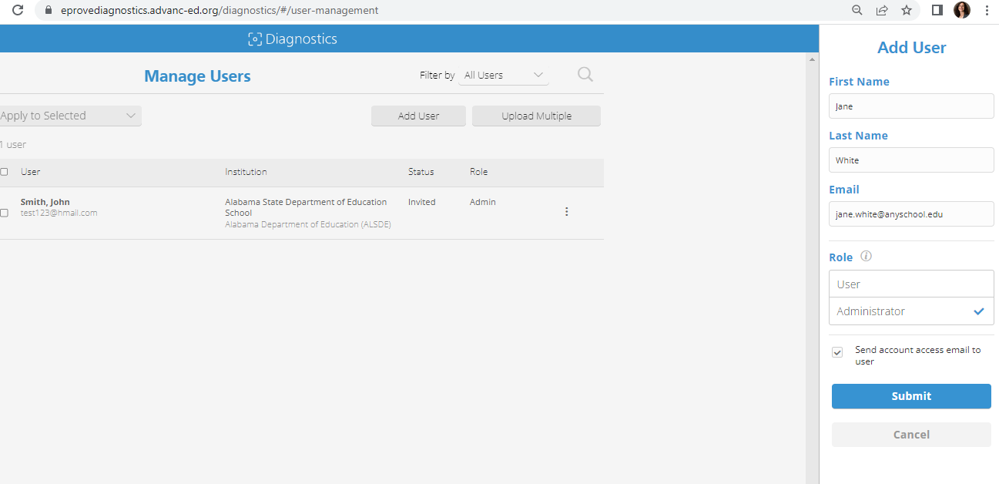 eprovediagnostics.advanc-ed.org/diagnostics/#/user-management
Diagnostics
Manage Users
Filter by All Users
Apply to Selected
Add User Upload Multiple
1 user
User Institution Status Role
Smith, John Alabama State Department of Education Invited Admin
test123@hmail.com School
Alabama Department of Education (ALSDE)
Add User
First Name
Jane
Last Name
White
Email
jane.white@anyschool.edu
Role
User
Administrator
Send account access email to
user
Submit
Cancel